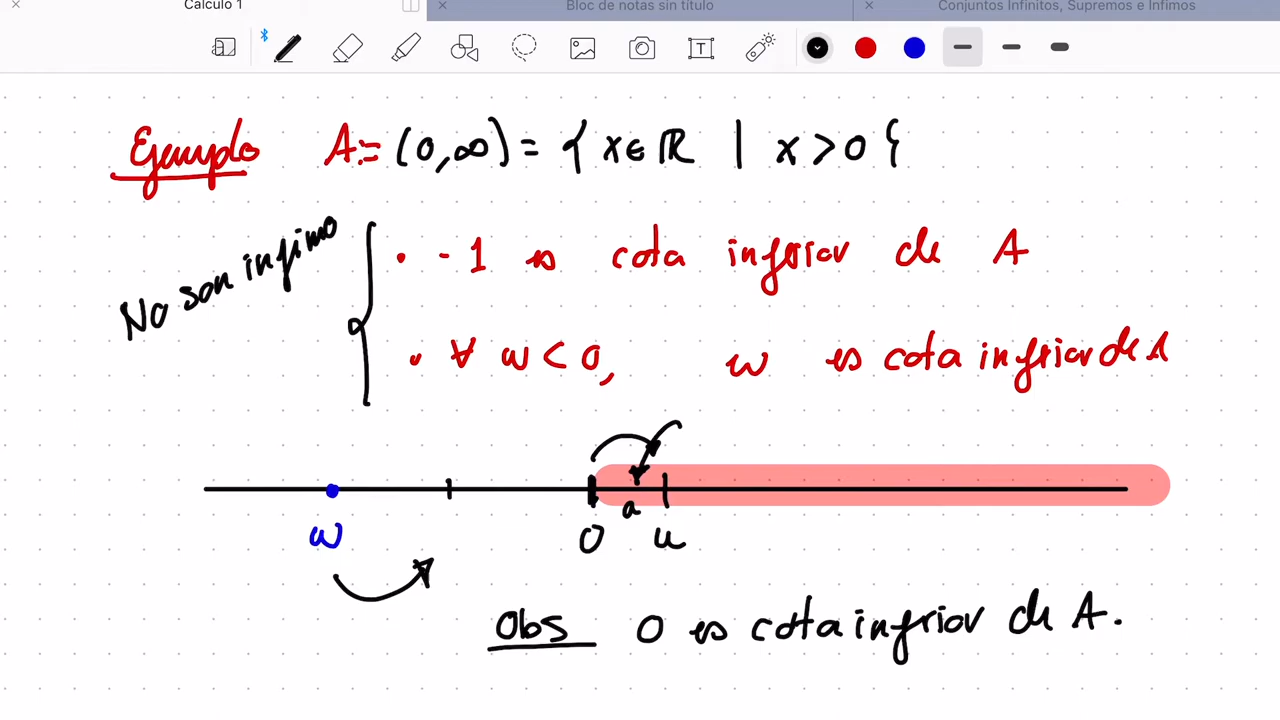 Calculo 1
Bloc de notas sin título
Conjuntos Infinitos, Supremos e Infimos
T
Ejemplo A:= (0,∞) = { x∈ℝ | x>0 {
No son infimo
• -1 es cota inferior de A
• ∀ w<0, w es cota inferior de A
w 0 a u
Obs 0 es cota inferior de A.